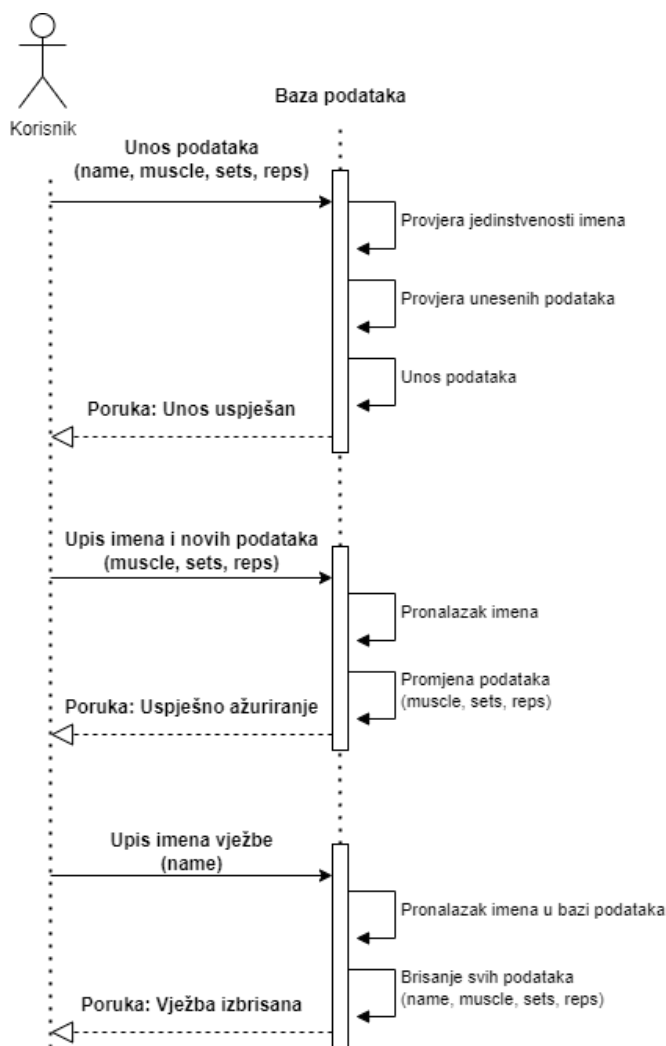 Korisnik
Baza podataka
Unos podataka
(name, muscle, sets, reps)
Provjera jedinstvenosti imena
Provjera unesenih podataka
Unos podataka
Poruka: Unos uspješan
Upis imena i novih podataka
(muscle, sets, reps)
Pronalazak imena
Promjena podataka
(muscle, sets, reps)
Poruka: Uspješno ažuriranje
Upis imena vježbe
(name)
Pronalazak imena u bazi podataka
Brisanje svih podataka
(name, muscle, sets, reps)
Poruka: Vježba izbrisana